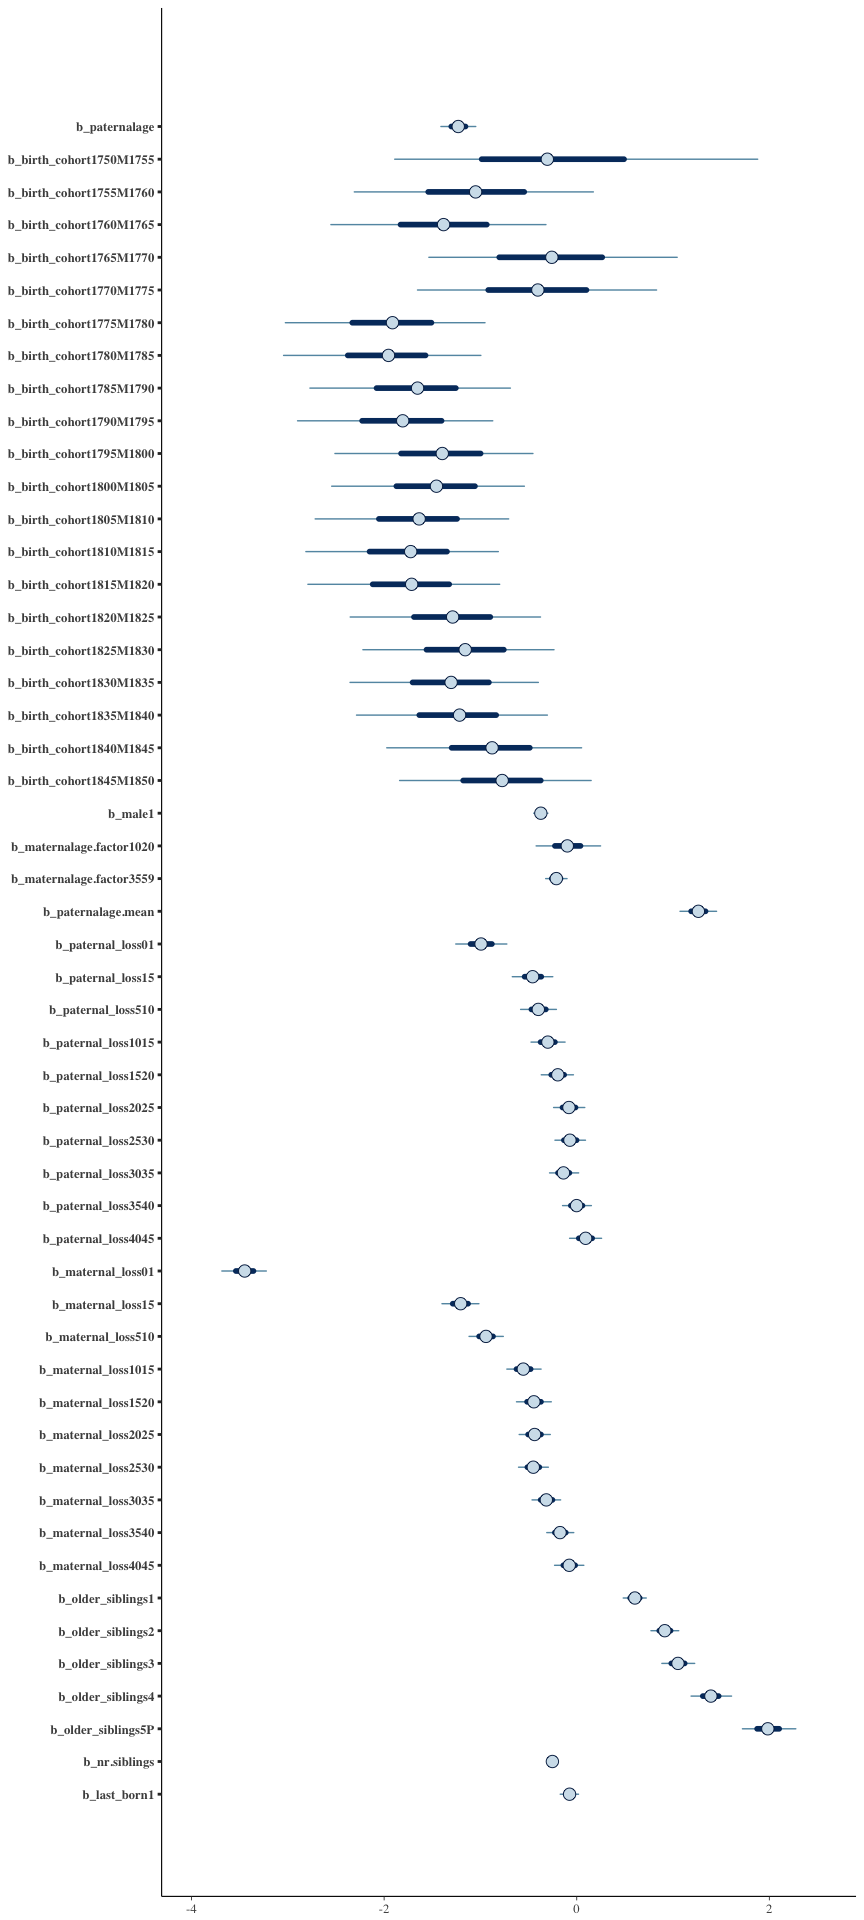 b_paternalage
b_birth_cohort1750M1755
b_birth_cohort1755M1760
b_birth_cohort1760M1765
b_birth_cohort1765M1770
b_birth_cohort1770M1775
b_birth_cohort1775M1780
b_birth_cohort1780M1785
b_birth_cohort1785M1790
b_birth_cohort1790M1795
b_birth_cohort1795M1800
b_birth_cohort1800M1805
b_birth_cohort1805M1810
b_birth_cohort1810M1815
b_birth_cohort1815M1820
b_birth_cohort1820M1825
b_birth_cohort1825M1830
b_birth_cohort1830M1835
b_birth_cohort1835M1840
b_birth_cohort1840M1845
b_birth_cohort1845M1850
b_male1
b_maternalage.factor1020
b_maternalage.factor3559
b_paternalage.mean
b_paternal_loss01
b_paternal_loss15
b_paternal_loss510
b_paternal_loss1015
b_paternal_loss1520
b_paternal_loss2025
b_paternal_loss2530
b_paternal_loss3035
b_paternal_loss3540
b_paternal_loss4045
b_maternal_loss01
b_maternal_loss15
b_maternal_loss510
b_maternal_loss1015
b_maternal_loss1520
b_maternal_loss2025
b_maternal_loss2530
b_maternal_loss3035
b_maternal_loss3540
b_maternal_loss4045
b_older_siblings1
b_older_siblings2
b_older_siblings3
b_older_siblings4
b_older_siblings5P
b_nr.siblings
b_last_born1
-4 -2 0 2